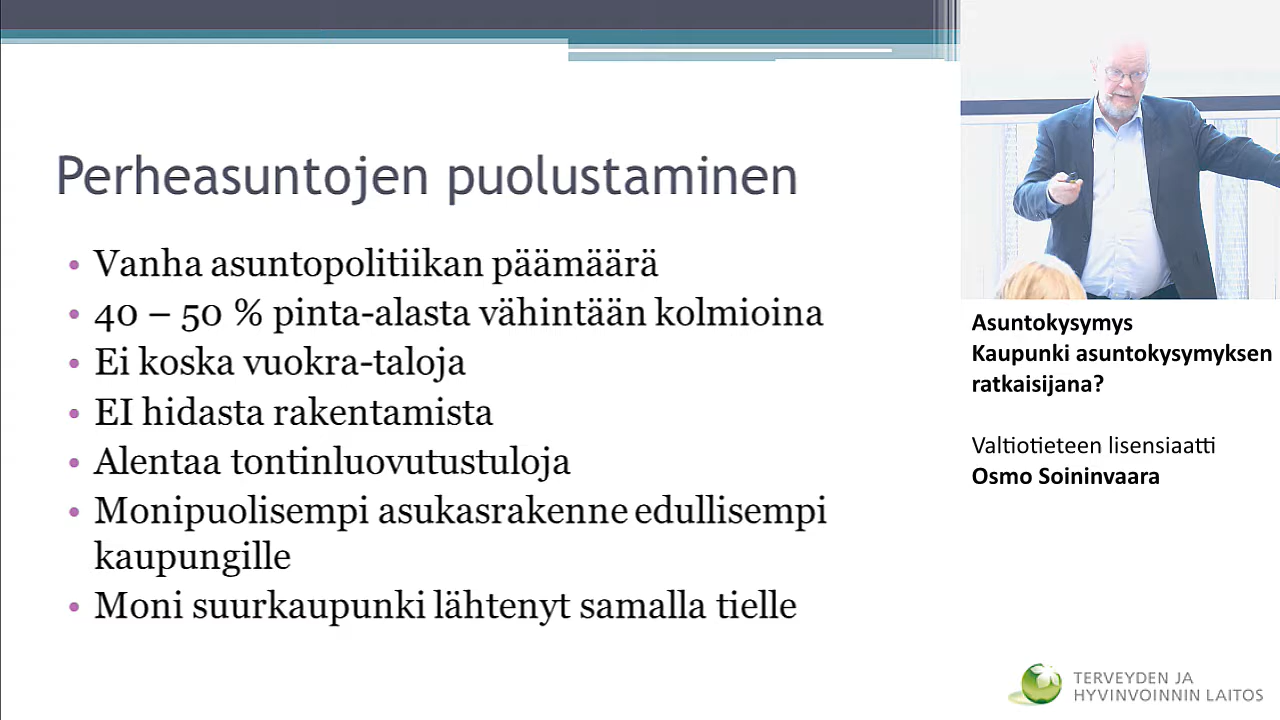 Perheasuntojen puolustaminen
• Vanha asuntopolitiikan päämäärä
• 40 – 50 % pinta-alasta vähintään kolmioina
• Ei koska vuokra-taloja
• EI hidasta rakentamista
• Alentaa tontinluovutustuloja
• Monipuolisempi asukasrakenne edullisempi
kaupungille
• Moni suurkaupunki lähtenyt samalla tielle
Asuntokysymys
Kaupunki asuntokysymyksen
ratkaisijana?
Valtiotieteen lisensiaatti
Osmo Soininvaara
TERVEYDEN JA
HYVINVOINNIN LAITOS